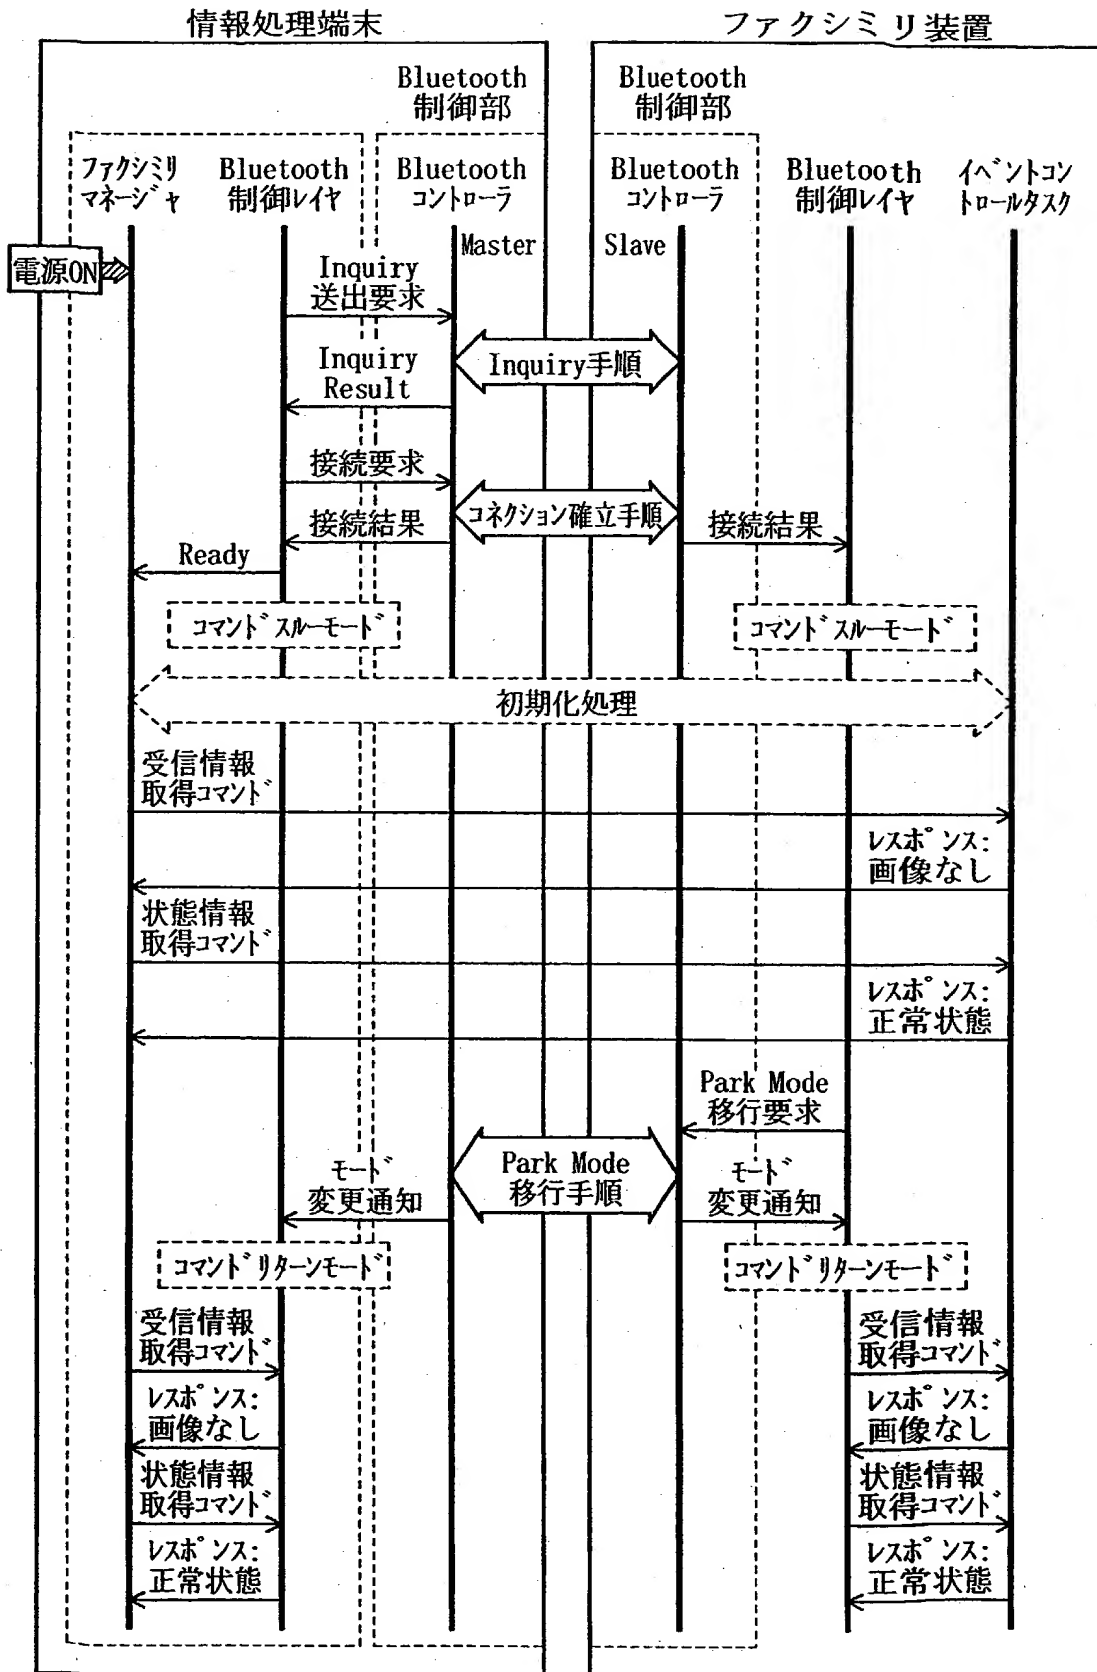 情報処理端末
ファクシミリ装置
Bluetooth
制御部
Bluetooth
制御部
ファクシミリ
マネージャ
Bluetooth
制御レイヤ
Bluetooth
コントローラ
Bluetooth
コントローラ
Bluetooth
制御レイヤ
イベントコン
トロールタスク
Master
Slave
電源ON
Inquiry
送出要求
Inquiry手順
Inquiry
Result
接続要求
コネクション確立手順
接続結果
接続結果
Ready
コマンドスルーモード
コマンドスルーモード
初期化処理
受信情報
取得コマンド
レスポンス:
画像なし
状態情報
取得コマンド
レスポンス:
正常状態
Park Mode
移行要求
Park Mode
移行手順
モード
変更通知
モード
変更通知
コマンドリターンモード
コマンドリターンモード
受信情報
取得コマンド
受信情報
取得コマンド
レスポンス:
画像なし
レスポンス:
画像なし
状態情報
取得コマンド
状態情報
取得コマンド
レスポンス:
正常状態
レスポンス:
正常状態